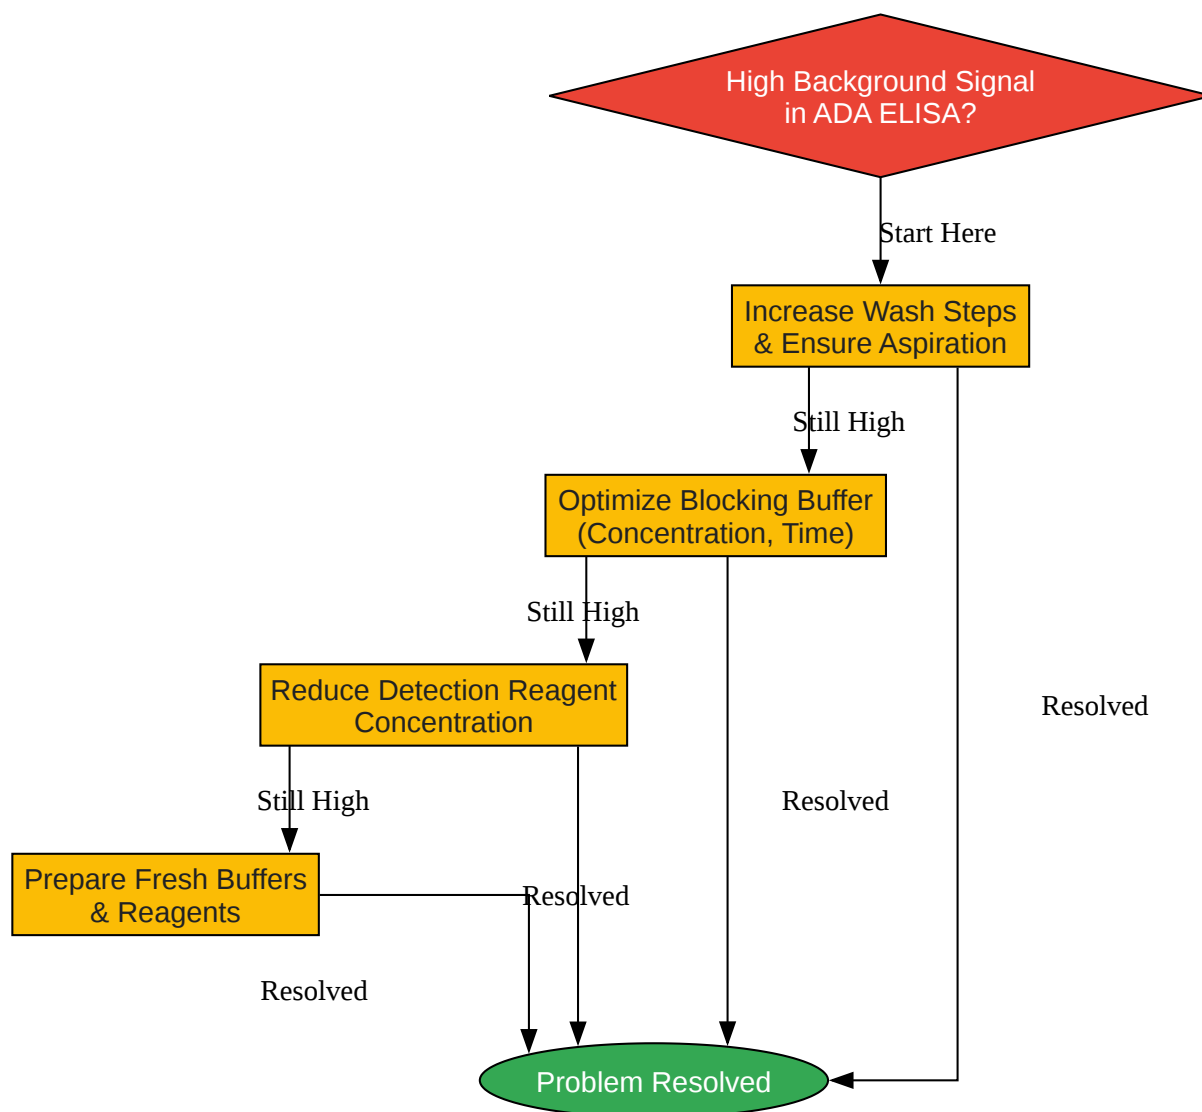 High Background Signal
in ADA ELISA?
Start Here
Increase Wash Steps
& Ensure Aspiration
Still High
Optimize Blocking Buffer
(Concentration, Time)
Still High
Reduce Detection Reagent
Concentration
Resolved
Still High
Resolved
Prepare Fresh Buffers
& Reagents
Resolved
Resolved
Problem Resolved